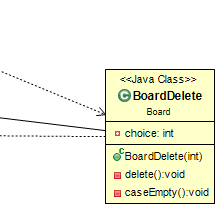 <<Java Class>>
BoardDelete
Board
choice: int
BoardDelete(int)
delete():void
caseEmpty():void